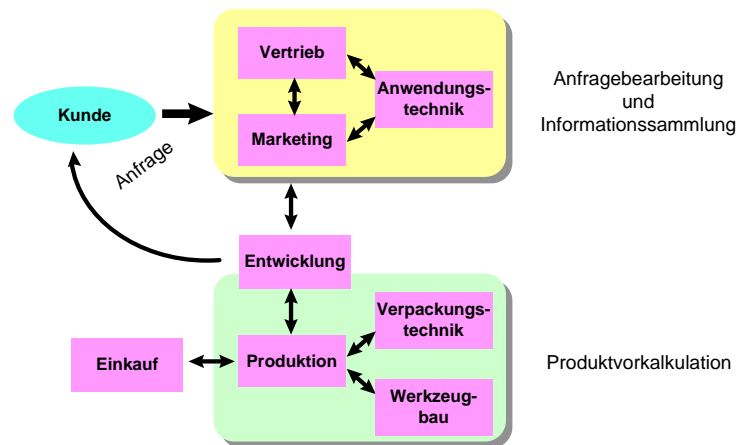 Vertrieb
Anwendungs-
technik
Marketing
Kunde
Anfrage
Anfragebearbeitung
und
Informationssammlung
Entwicklung
Verpackungs-
technik
Produktion
Einkauf
Werkzeug-
bau
Produktvorkalkulation